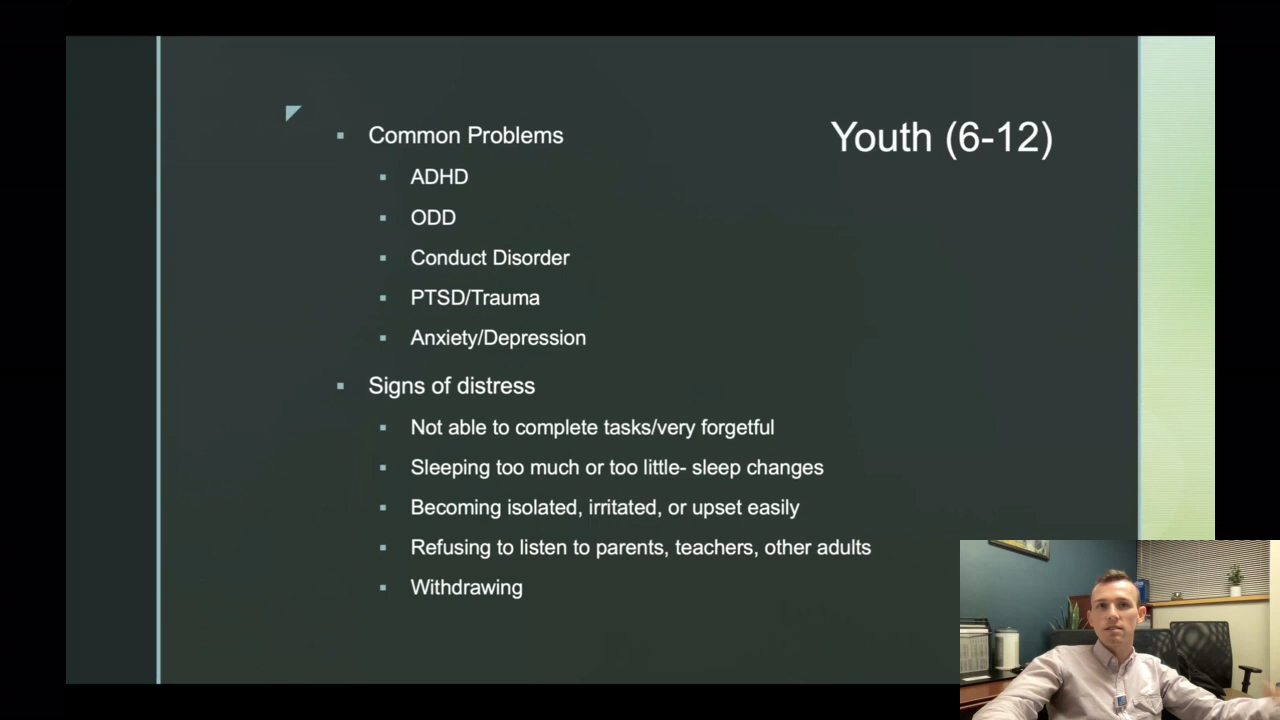 Youth (6-12)
Common Problems
ADHD
ODD
Conduct Disorder
PTSD/Trauma
Anxiety/Depression
Signs of distress
Not able to complete tasks/very forgetful
Sleeping too much or too little- sleep changes
Becoming isolated, irritated, or upset easily
Refusing to listen to parents, teachers, other adults
Withdrawing